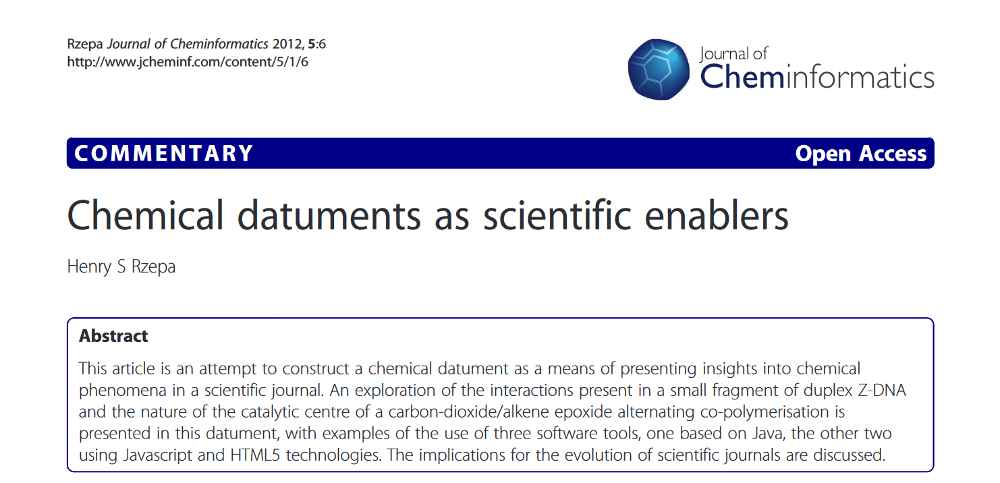 Rzepa Journal of Cheminformatics 2012, 5:6
http://www.jcheminf.com/content/5/1/6
Journal of
Cheminformatics
COMMENTARY
Open Access
Chemical datuments as scientific enablers
Henry S Rzepa
Abstract
This article is an attempt to construct a chemical datument as a means of presenting insights into chemical
phenomena in a scientific journal. An exploration of the interactions present in a small fragment of duplex Z-DNA
and the nature of the catalytic centre of a carbon-dioxide/alkene epoxide alternating co-polymerisation is
presented in this datument, with examples of the use of three software tools, one based on Java, the other two
using Javascript and HTML5 technologies. The implications for the evolution of scientific journals are discussed.